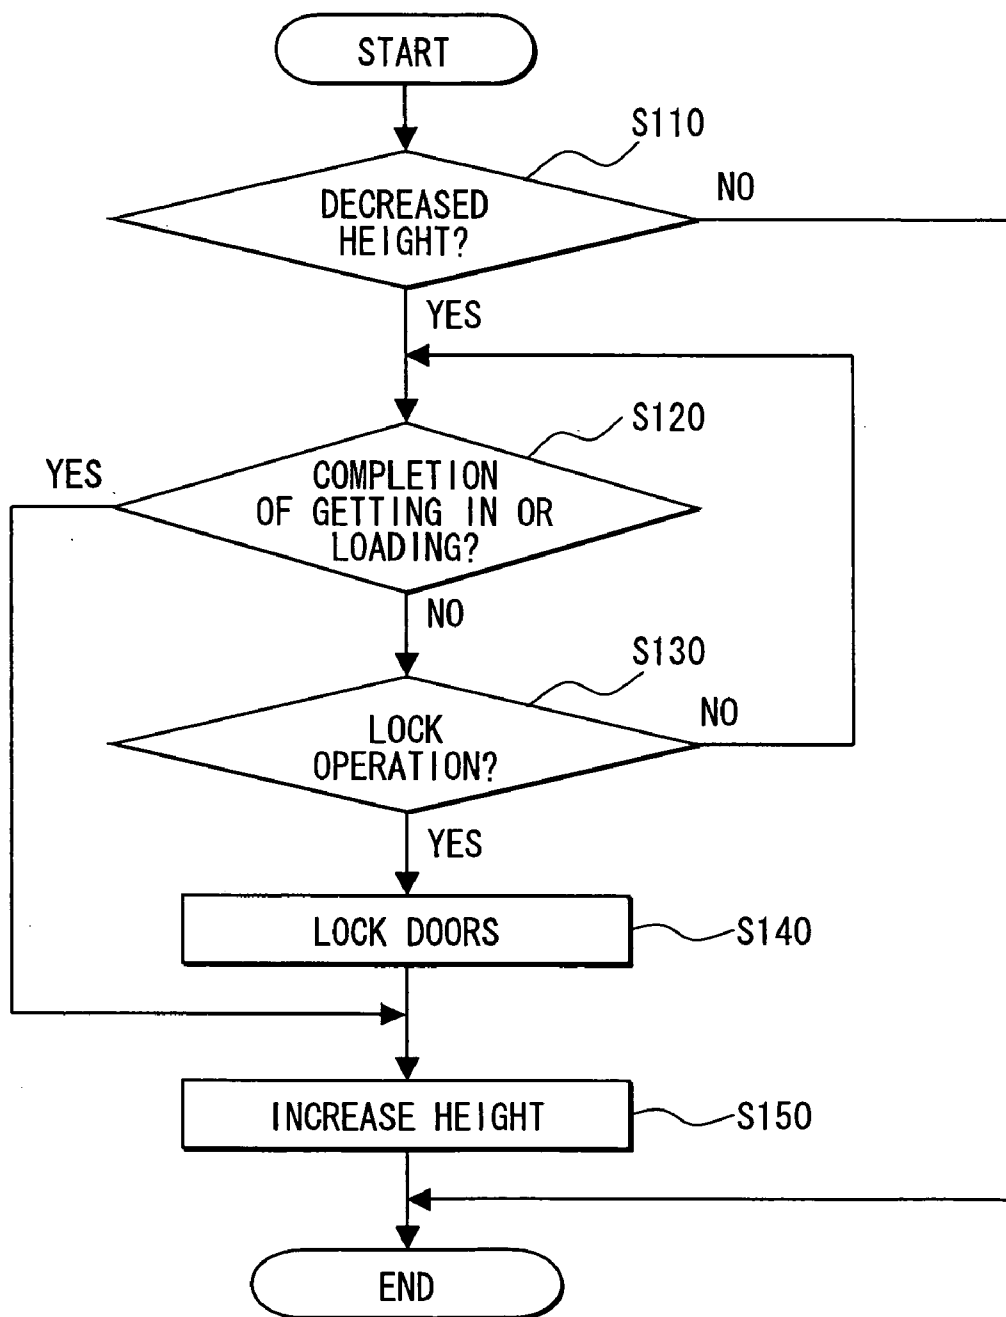 START
S110
DECREASED
HEIGHT?
NO
YES
S120
YES
COMPLETION
OF GETTING IN OR
LOADING?
NO
S130
NO
LOCK
OPERATION?
YES
LOCK DOORS
S140
INCREASE HEIGHT
S150
END